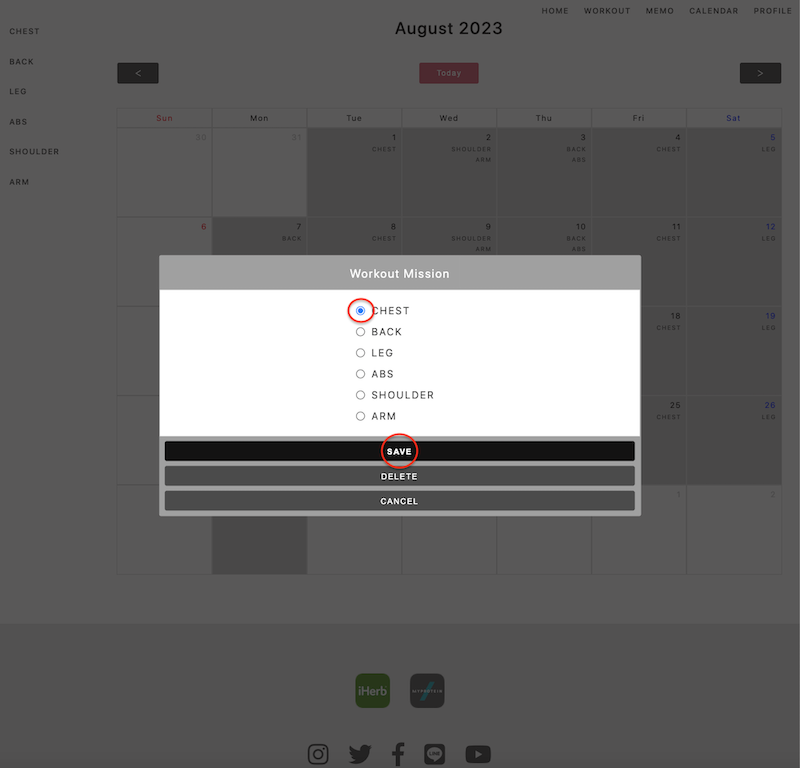 HOME WORKOUT MEMO CALENDAR PROFILE
August 2023
CHEST
BACK
LEG
ABS
SHOULDER
ARM
< Today >
Sun Mon Tue Wed Thu Fri Sat
30 31 1 2 3 4 5
CHEST SHOULDER BACK CHEST LEG
ARM ABS
6 7 8 9 10 11 12
BACK CHEST SHOULDER BACK CHEST LEG
ARM ABS
Workout Mission
CHEST
BACK
LEG
ABS
SHOULDER
ARM
SAVE
DELETE
CANCEL
18 19
CHEST LEG
25 26
CHEST LEG
1 2
iHerb MYPROTEIN
LINE